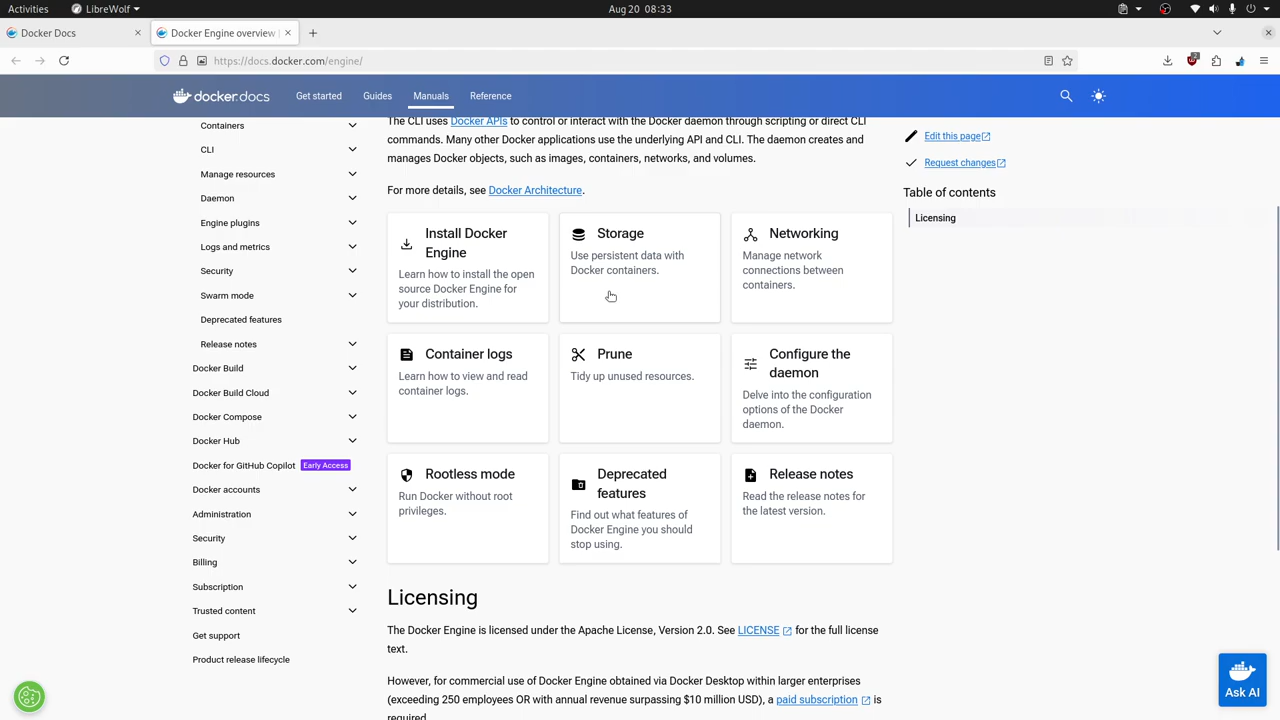 Activities
LibreWolf
Aug 20 08:33
Docker Docs
Docker Engine overview
https://docs.docker.com/engine/
2
docker.docs
Get started
Guides
Manuals
Reference
Containers
CLI
Manage resources
Daemon
Engine plugins
Logs and metrics
Security
Swarm mode
Deprecated features
Release notes
Docker Build
Docker Build Cloud
Docker Compose
Docker Hub
Docker for GitHub Copilot Early Access
Docker accounts
Administration
Security
Billing
Subscription
Trusted content
Get support
Product release lifecycle
The CLI uses Docker APIs to control or interact with the Docker daemon through scripting or direct CLI
commands. Many other Docker applications use the underlying API and CLI. The daemon creates and
manages Docker objects, such as images, containers, networks, and volumes.
For more details, see Docker Architecture.
Install Docker
Engine
Learn how to install the open
source Docker Engine for
your distribution.
Storage
Use persistent data with
Docker containers.
Networking
Manage network
connections between
containers.
Container logs
Learn how to view and read
container logs.
Prune
Tidy up unused resources.
Configure the
daemon
Delve into the configuration
options of the Docker
daemon.
Rootless mode
Run Docker without root
privileges.
Deprecated
features
Find out what features of
Docker Engine you should
stop using.
Release notes
Read the release notes for
the latest version.
Licensing
The Docker Engine is licensed under the Apache License, Version 2.0. See LICENSE for the full license
text.
However, for commercial use of Docker Engine obtained via Docker Desktop within larger enterprises
(exceeding 250 employees OR with annual revenue surpassing $10 million USD), a paid subscription is
required.
Edit this page
Request changes
Table of contents
Licensing
Ask AI